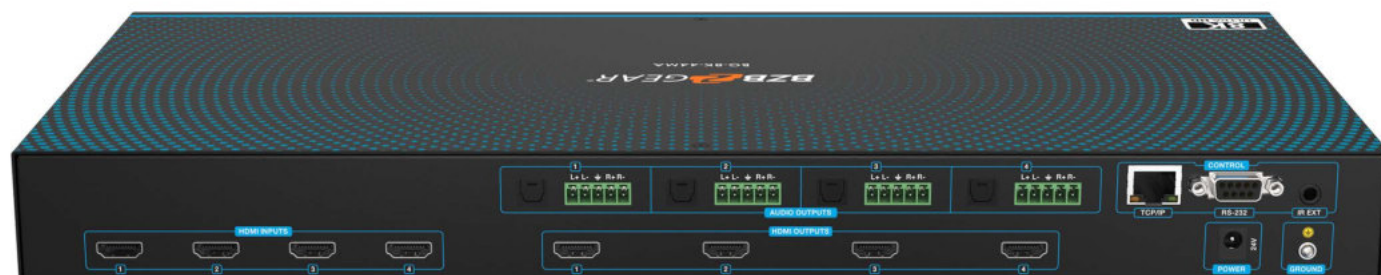 8K
BZBGEAR®
BG-8K-44MA
1 2 3 4
L+ L- R+ R- L+ L- R+ R- L+ L- R+ R- L+ L- R+ R-
AUDIO OUTPUTS
CONTROL
TCP/IP RS-232 IR EXT
HDMI INPUTS
1 2 3 4
HDMI OUTPUTS
1 2 3 4
24V
POWER
GROUND